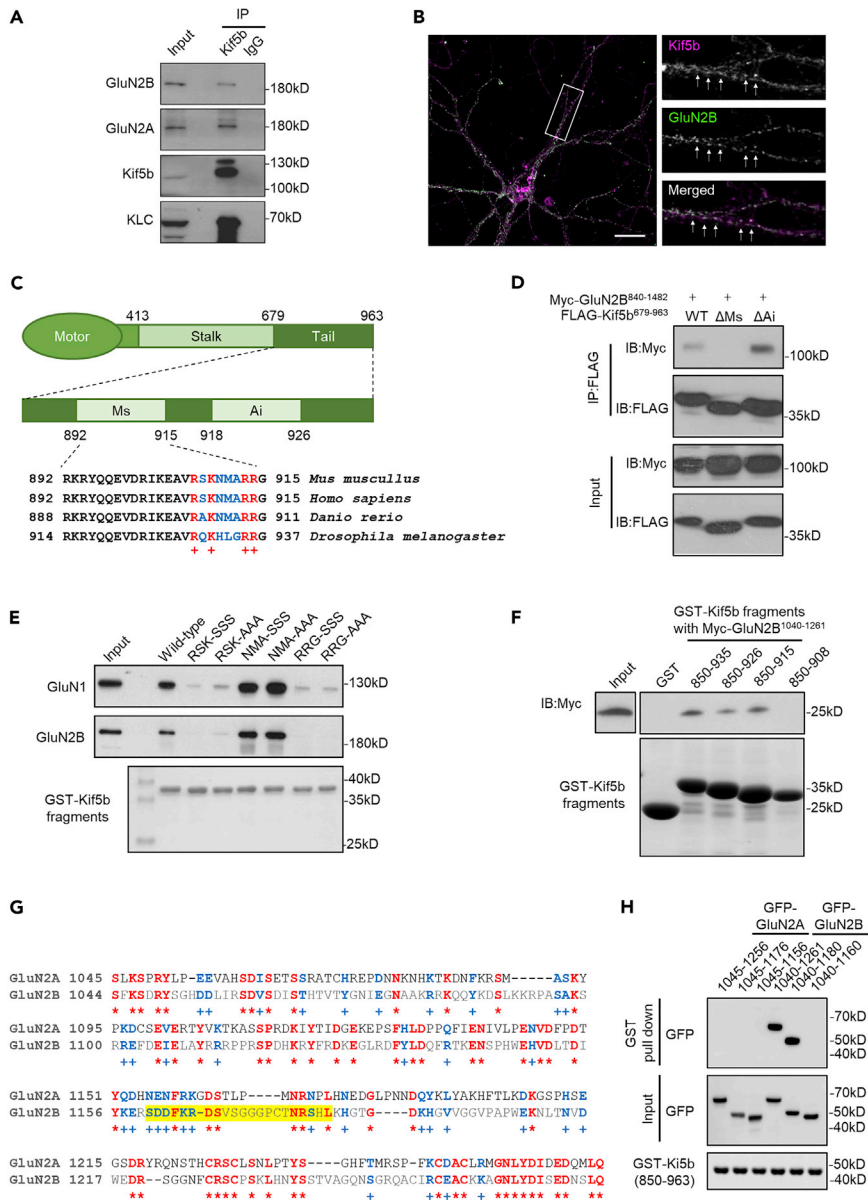 A
IP
Input
Kif5b
IgG
GluN2B
-180kD
GluN2A
-180kD
Kif5b
-130kD
100kD
KLC
-70kD
B
Kif5b
GluN2B
Merged
C
413
679
963
Motor
Stalk
Tail
Ms
Ai
892
915
918
926
892 RKRYQQEVDRIKEAVRSKNMARRG 915 Mus muscullus
892 RKRYQQEVDRIKEAVRSKNMARRG 915 Homo sapiens
888 RKRYQQEVDRIKEAVRAKNMARRG 911 Danio rerio
914 RKRYQQEVDRIKEAVRQKHLGRRG 937 Drosophila melanogaster
+ + ++
D
Myc-GluN2B840-1482 + + +
FLAG-Kif5b679-963 WT ΔMs ΔAi
IP:FLAG
IB:Myc
-100kD
IB:FLAG
-35kD
Input
IB:Myc
-100kD
IB:FLAG
-35kD
E
Input
Wild-type
RSK-SSS
RSK-AAA
NMA-SSS
NMA-AAA
RRG-SSS
RRG-AAA
GluN1
-130kD
GluN2B
-180kD
GST-Kif5b
fragments
-40kD
-35kD
-25kD
F
GST-Kif5b fragments
with Myc-GluN2B1040-1261
Input
GST
850-935
850-926
850-915
850-908
IB:Myc
-25kD
GST-Kif5b
fragments
-35kD
-25kD
G
GluN2A 1045 SLKSPRYLP-EEVAHSDISETSSRATCHREPDNNKNHKTKDNFKRSM-----ASKY
GluN2B 1044 SFKSDRYSGHDDLIRSDVSDISTHTVTYGNIEGNAAKRRKQQYKDSLKKRPASAKS
GluN2A 1095 PKDCSEVERTYVKTKASSPRDKIYTIDGEKEPSFHLDPPQFIENIVLPENVDFPDT
GluN2B 1100
GluN2A 1151 YQDHNENFRKGDSTLP----MNRNPLHNEDGLPNNDQYKLYAKHFTLKDKGSPHSE
GluN2B 1156 YKERSDDFKR-DSVSGGGPCTNRSHLKHGTG----DKHGVVGGVPAPWEKNLTNVD
GluN2A 1215 GSDRYRQNSTHCRSCLSNLPTYS----GHFTMRSPFKCDACLRMGNLYDIDEDQMLQ
GluN2B 1217
H
GFP-
GluN2A
GFP-
GluN2B
1045-1256
1045-1176
1045-1156
1040-1261
1040-1180
1040-1160
GST
pull down
GFP
-70kD
-50kD
-40kD
Input
GFP
-70kD
-50kD
-40kD
GST-Ki5b
(850-963)
-50kD
-40kD